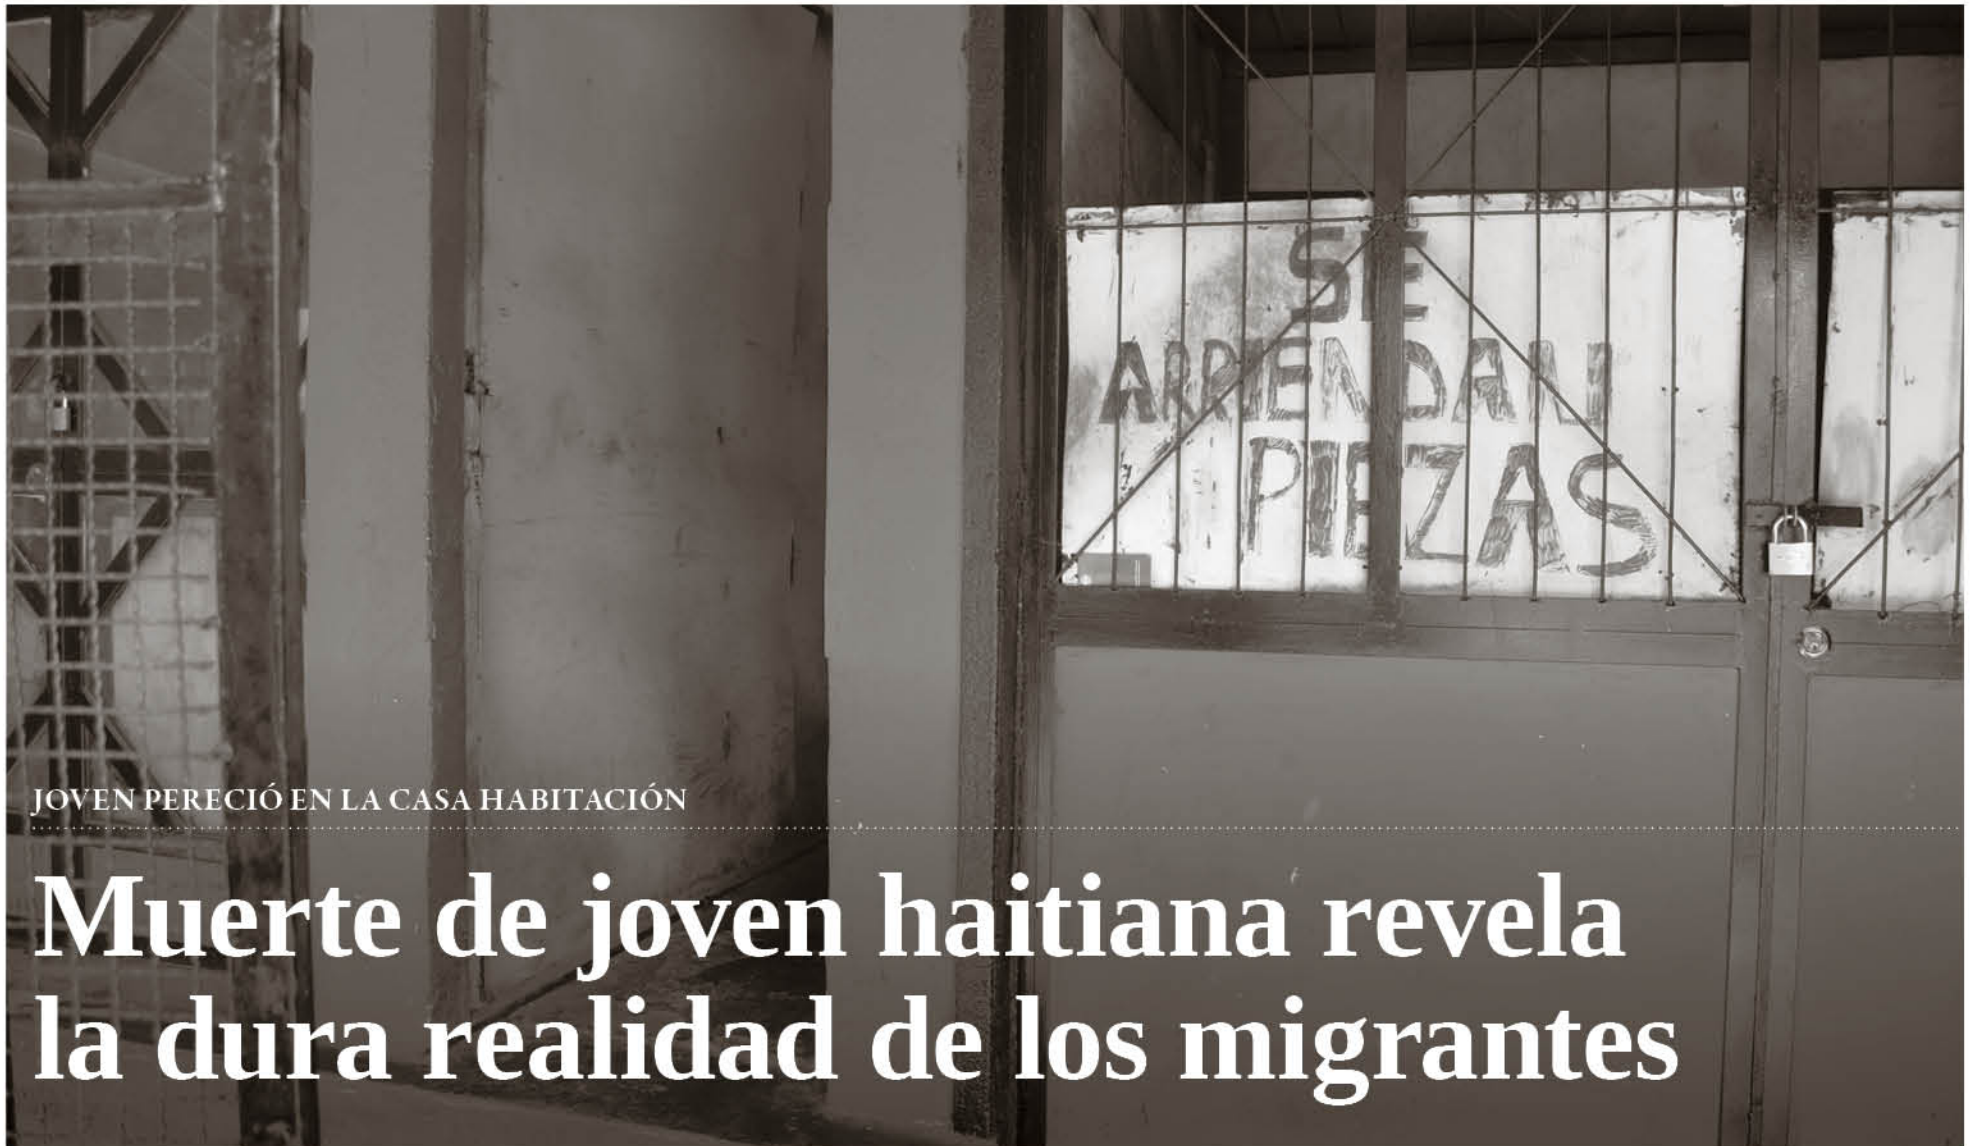 SE
ARRIENDAN
PIEZAS
JOVEN PERECIÓ EN LA CASA HABITACIÓN
Muerte de joven haitiana revela
la dura realidad de los migrantes